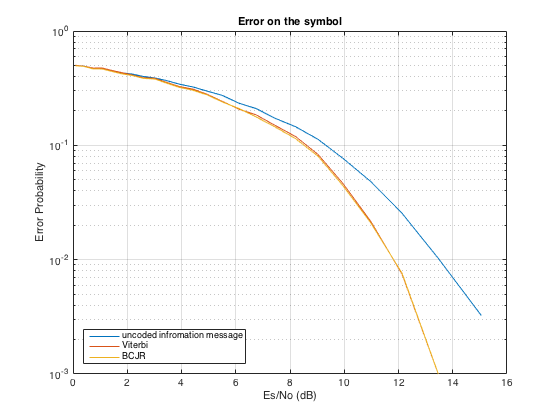 Error on the symbol
10^0
10^-1
10^-2
10^-3
Error Probability
uncoded infromation message
Viterbi
BCJR
0 2 4 6 8 10 12 14 16
Es/No (dB)